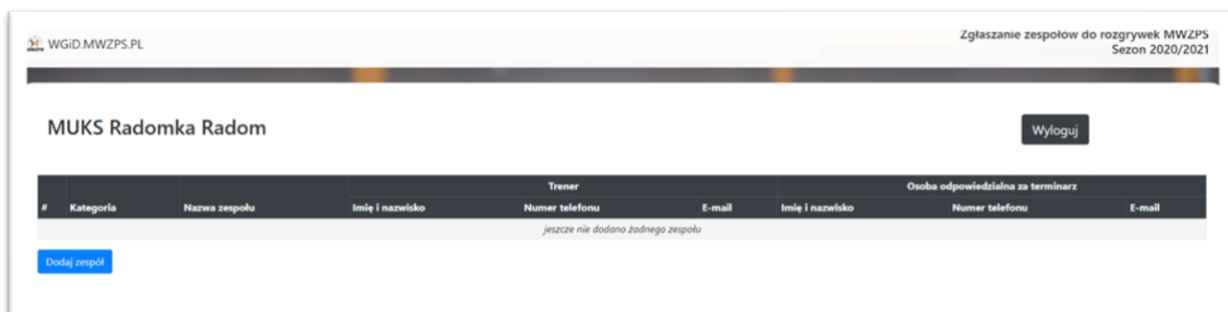 WGiD.MWZPS.PL
Zgłaszanie zespołów do rozgrywek MWZPS
Sezon 2020/2021
MUKS Radomka Radom
Wyloguj
Trener Osoba odpowiedzialna za terminarz
# Kategoria Nazwa zespołu Imię i nazwisko Numer telefonu E-mail Imię i nazwisko Numer telefonu E-mail
jeszcze nie dodano żadnego zespołu
Dodaj zespół